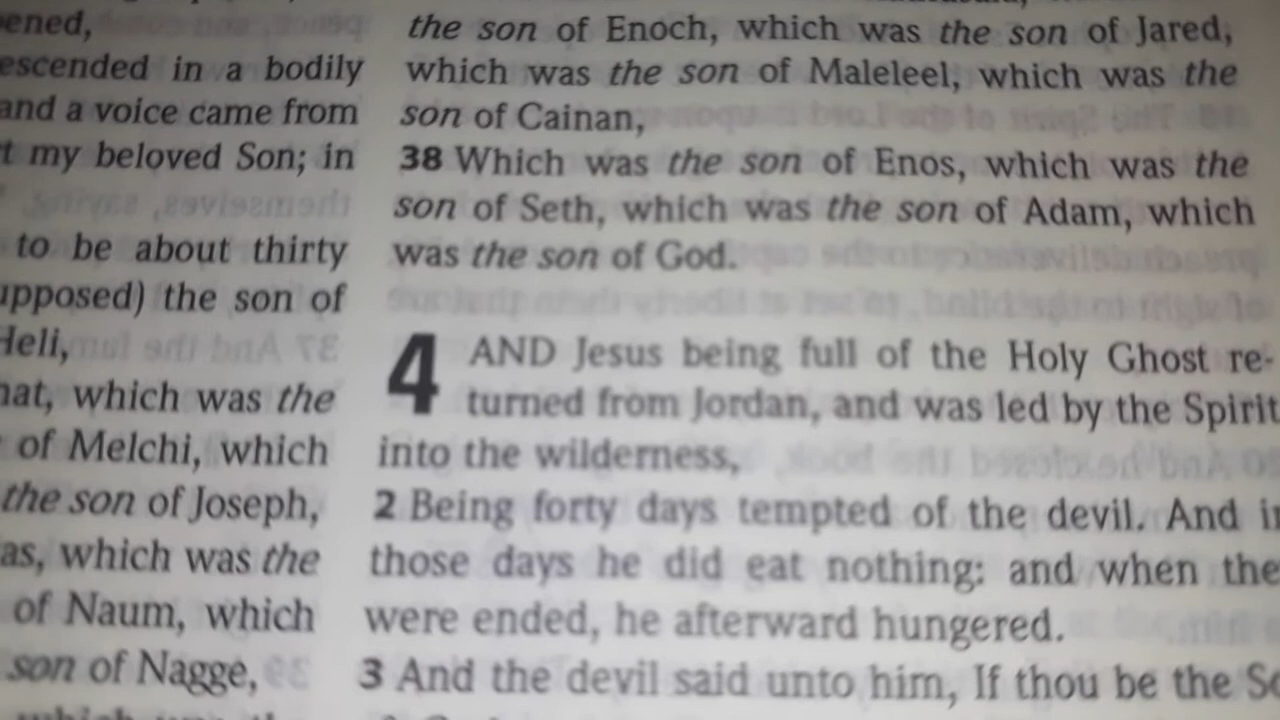 ened,
escended in a bodily
and a voice came from
t my beloved Son; in
to be about thirty
upposed) the son of
Heli,
hat, which was the
of Melchi, which
the son of Joseph,
as, which was the
of Naum, which
son of Nagge,
the son of Enoch, which was the son of Jared,
which was the son of Maleleel, which was the
son of Cainan,
38 Which was the son of Enos, which was the
son of Seth, which was the son of Adam, which
was the son of God.
4 AND Jesus being full of the Holy Ghost re-
turned from Jordan, and was led by the Spirit
into the wilderness,
2 Being forty days tempted of the devil. And in
those days he did eat nothing: and when the
were ended, he afterward hungered.
3 And the devil said unto him, If thou be the So